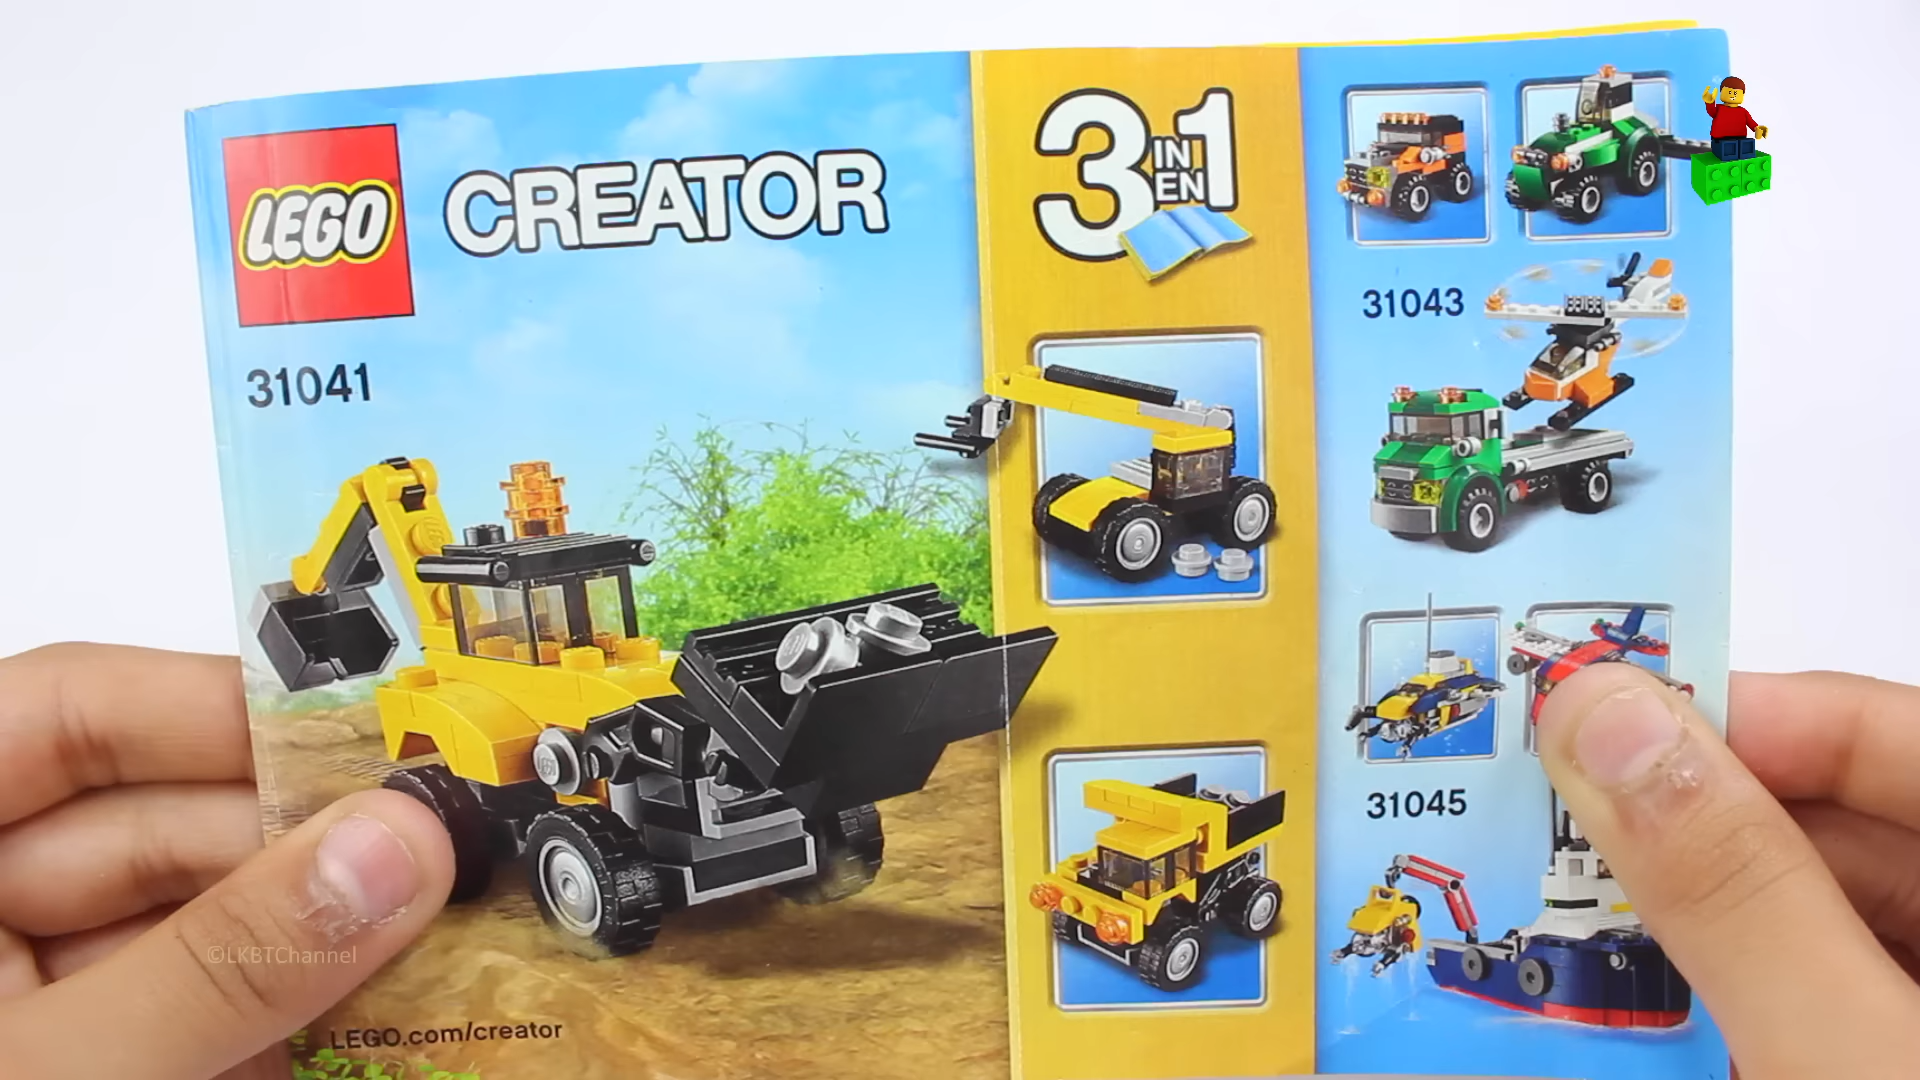 LEGO
CREATOR
31041
3 IN 1
EN
31043
31045
©LKBTChannel
LEGO.com/creator